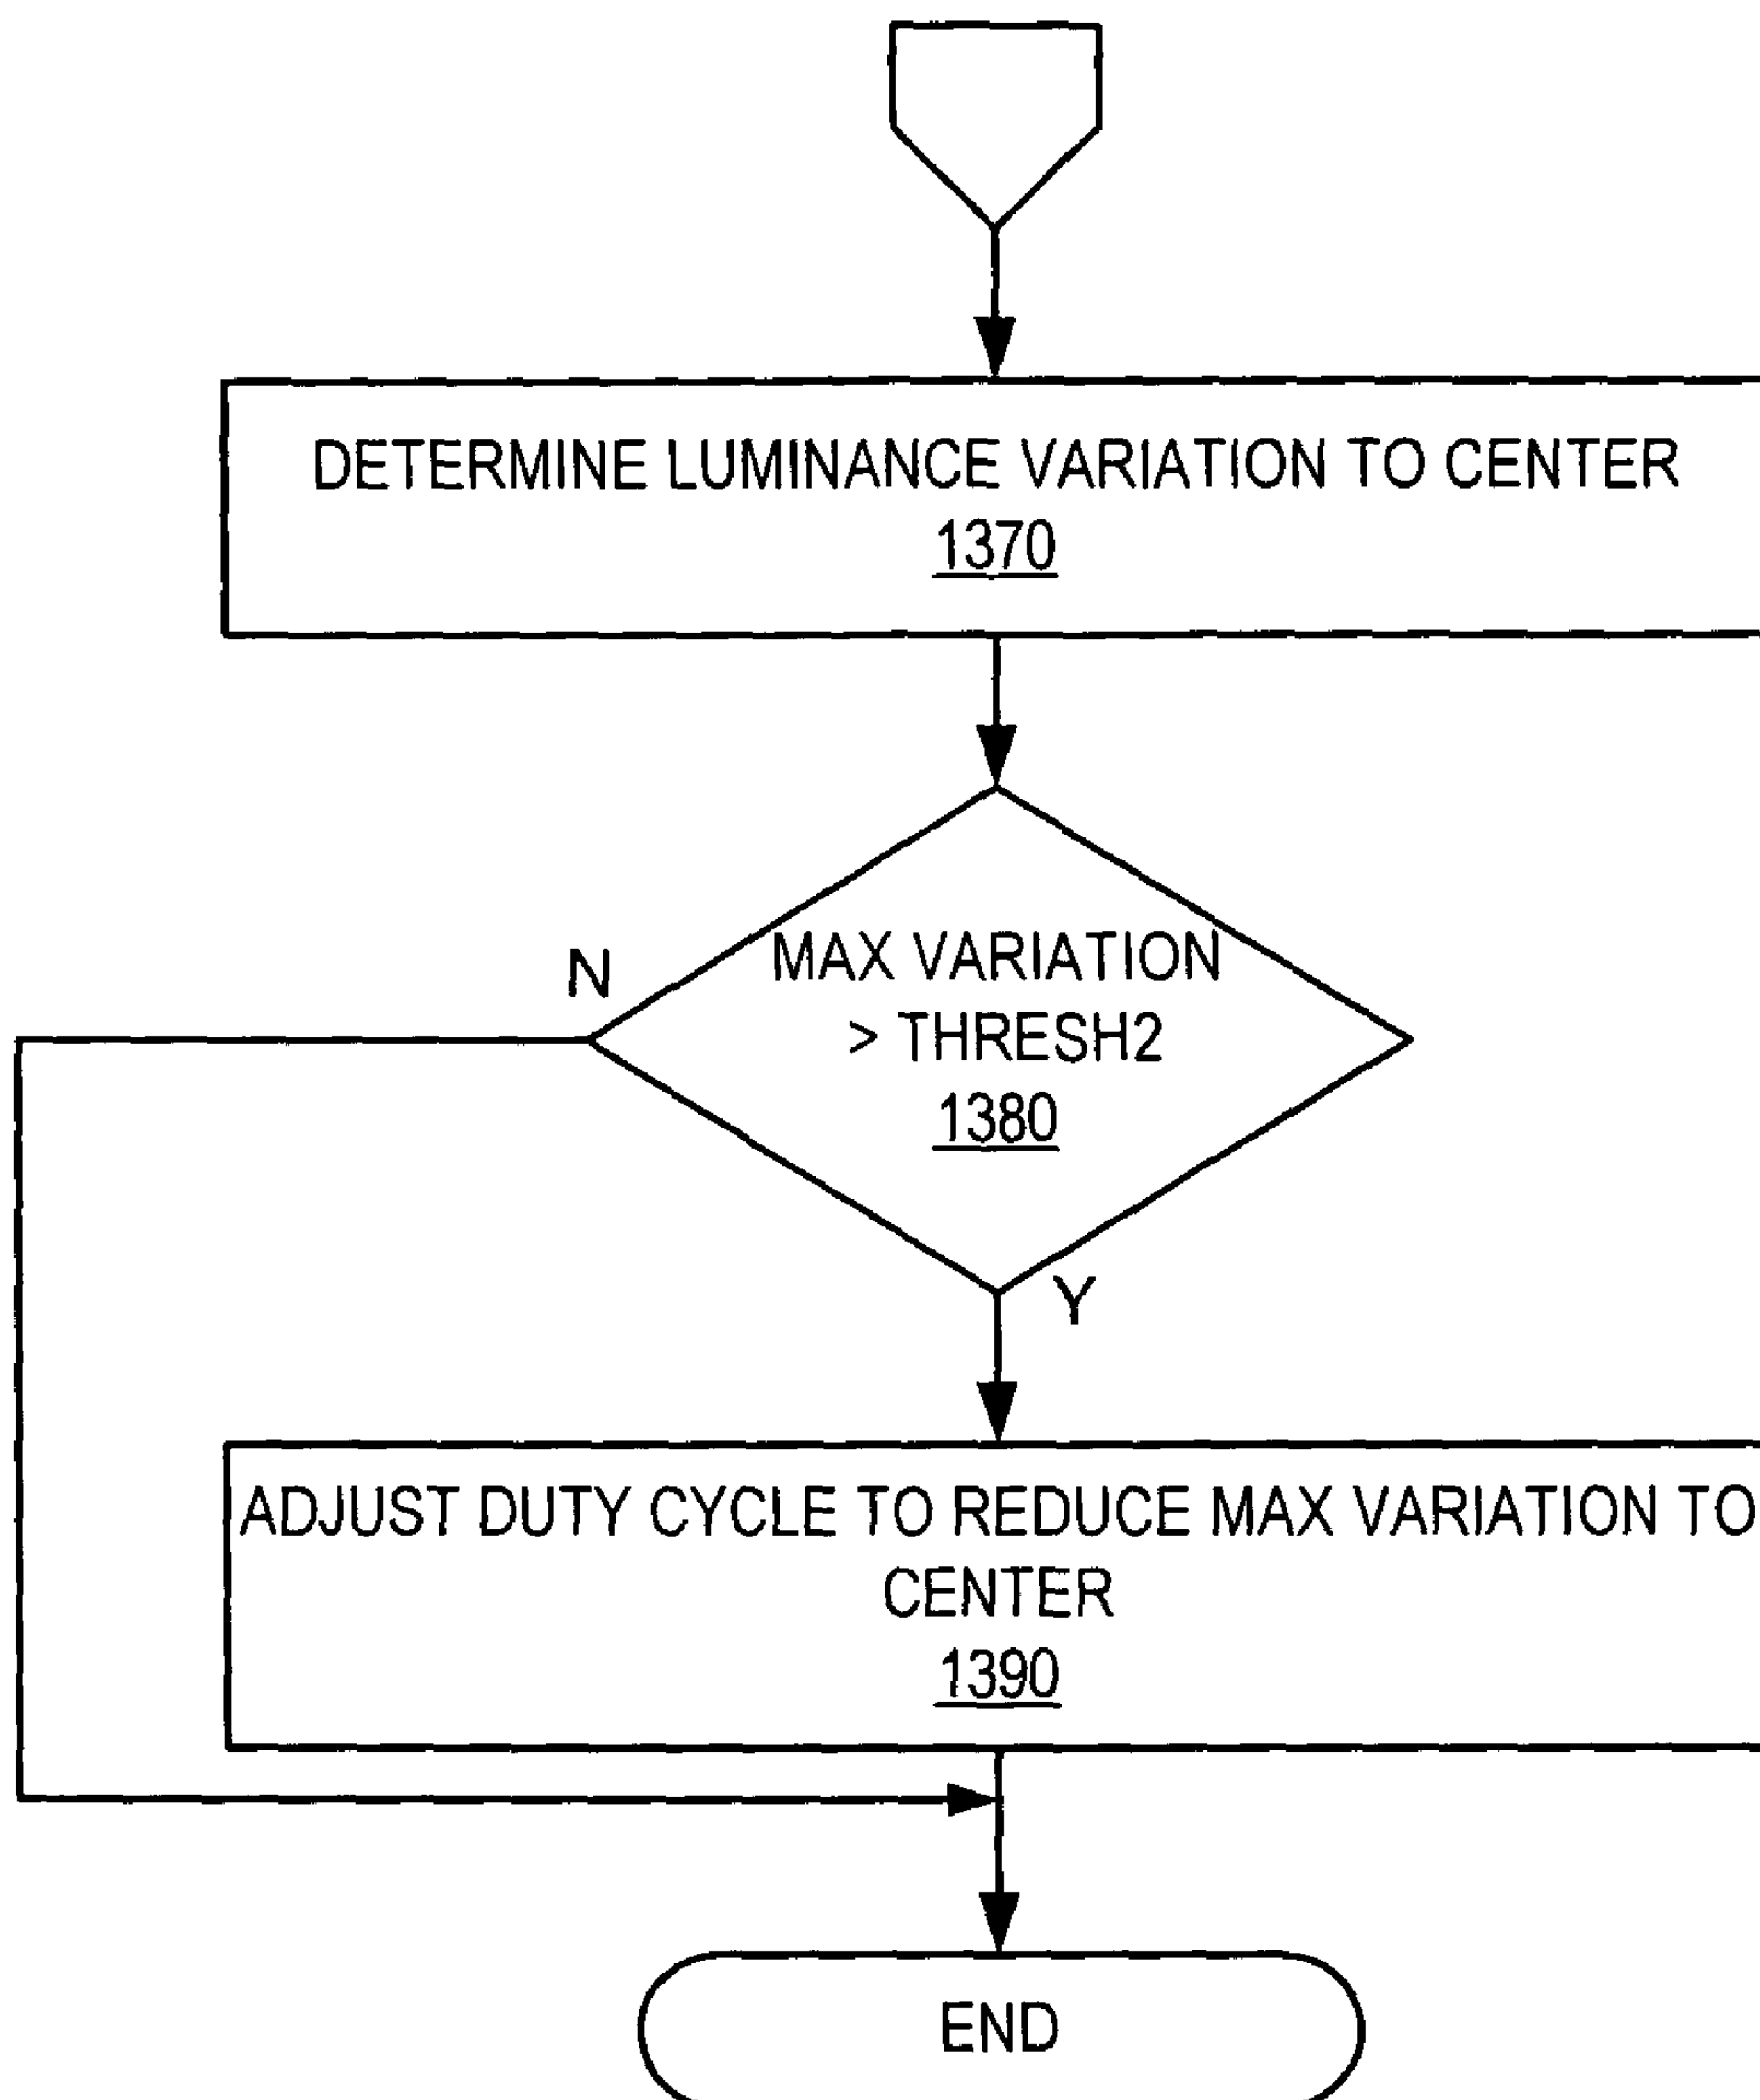 DETERMINE LUMINANCE VARIATION TO CENTER
1370
MAX VARIATION
> THRESH2
1380
N
Y
ADJUST DUTY CYCLE TO REDUCE MAX VARIATION TO
CENTER
1390
END